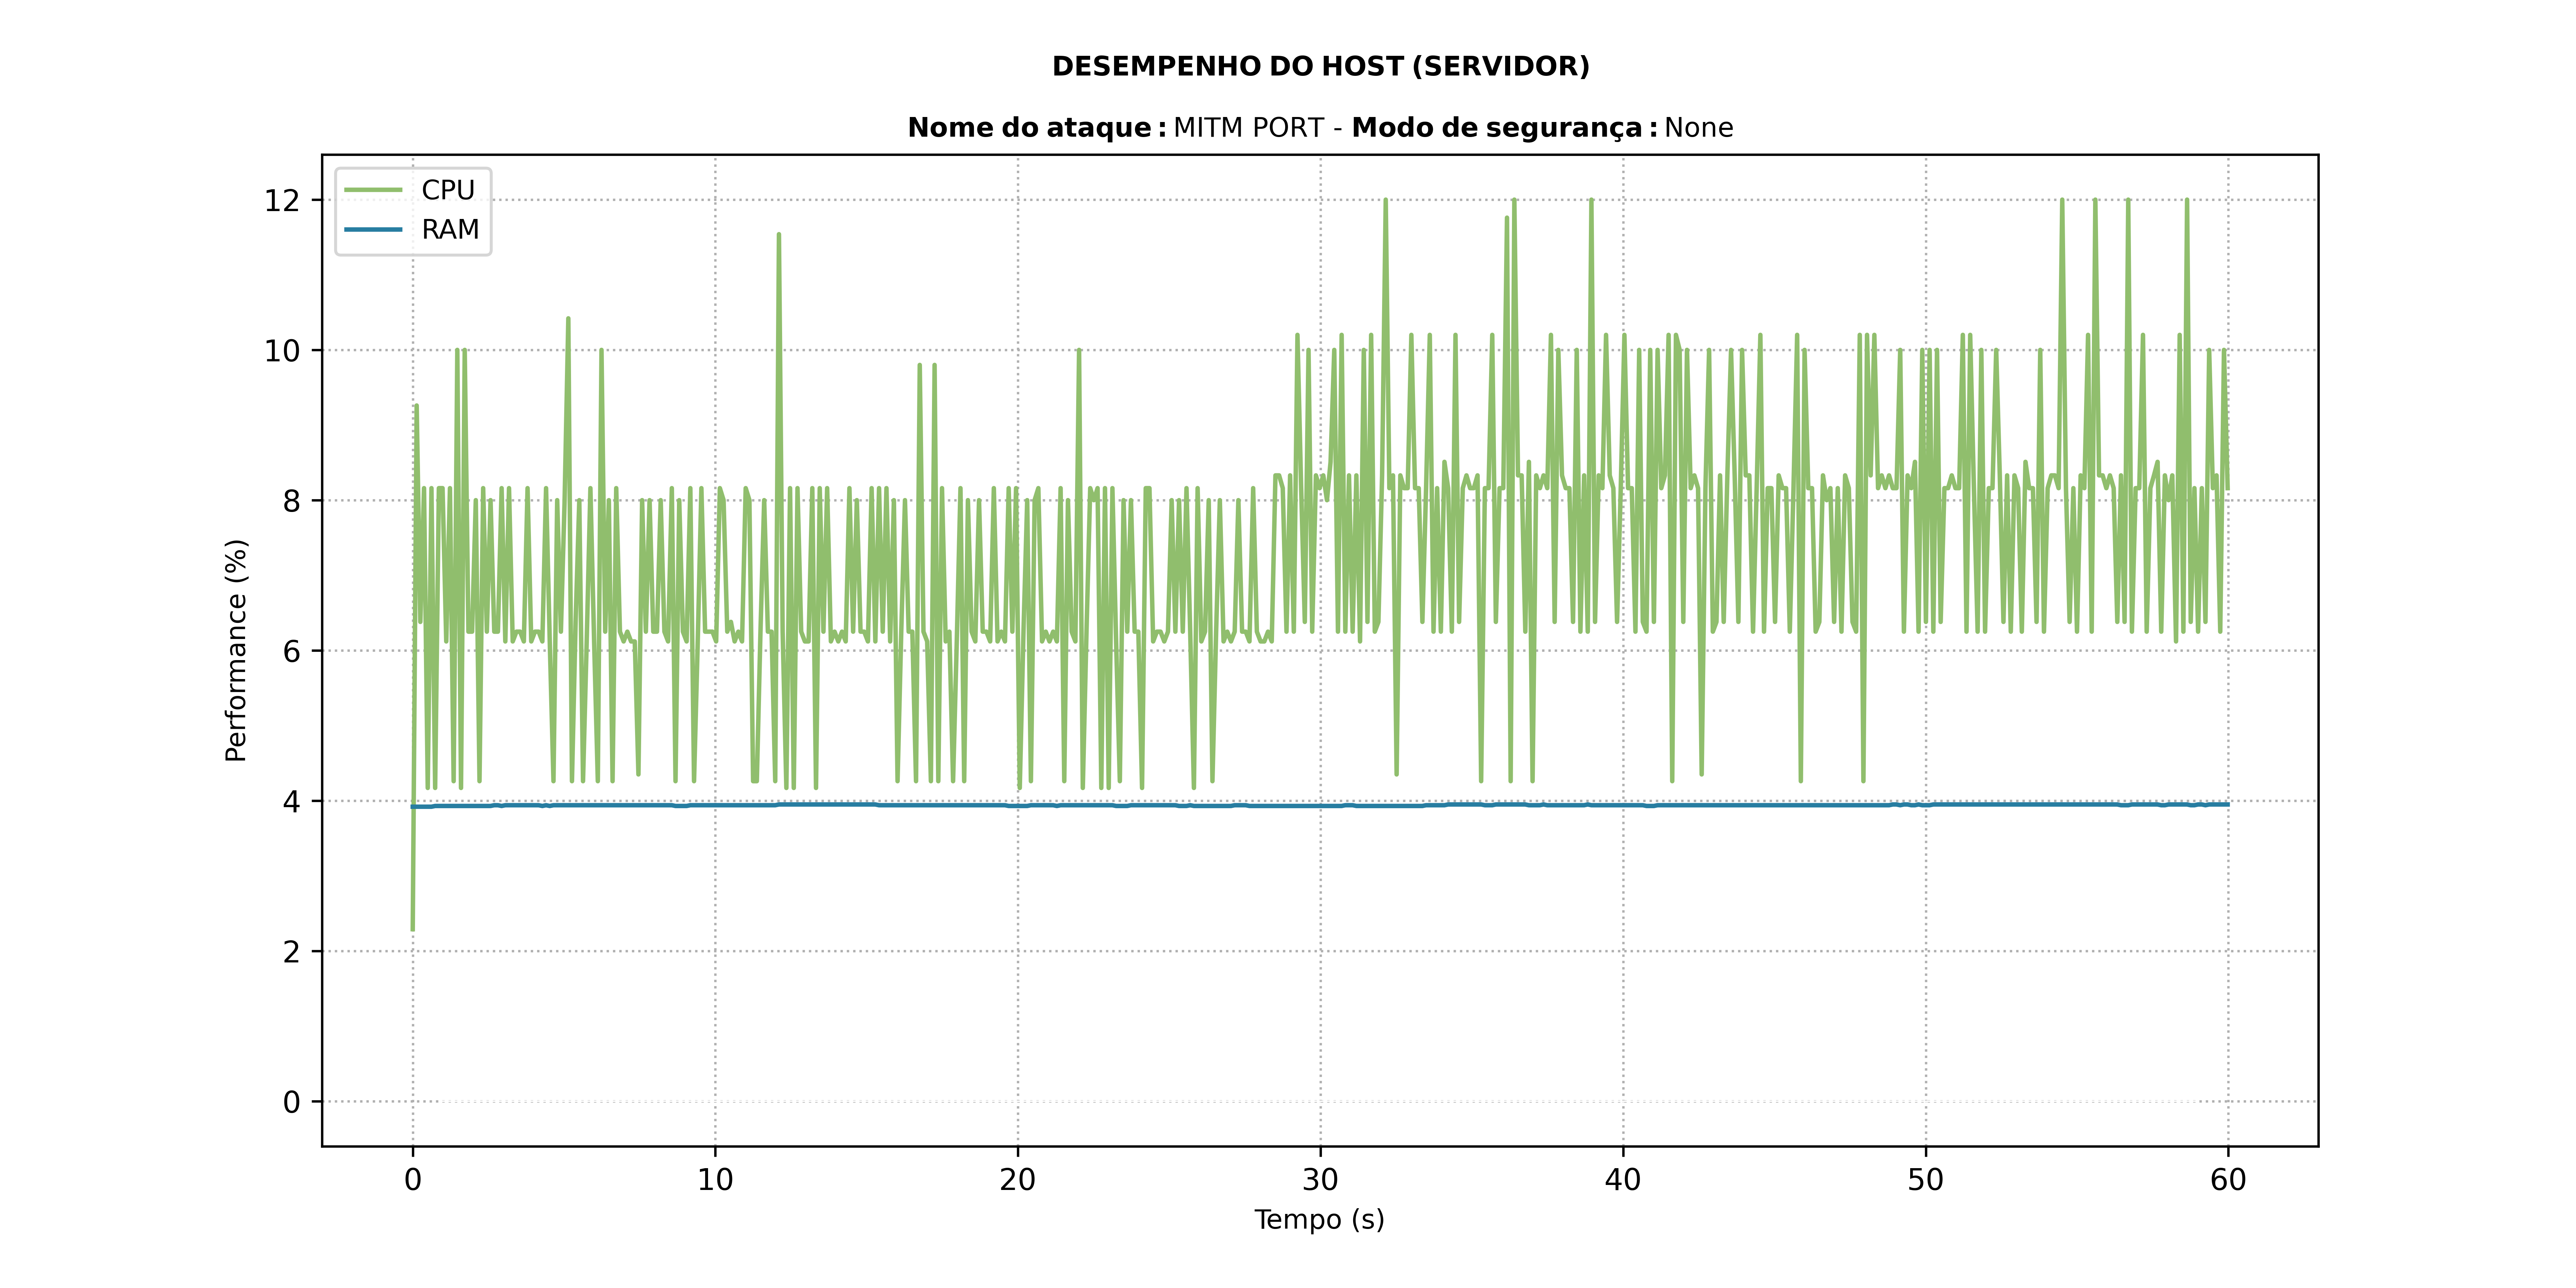 DESEMPENHO DO HOST (SERVIDOR)
Nome do ataque : MITM PORT - Modo de segurança : None
CPU
RAM
12
10
8
6
4
2
0
Performance (%)
0 10 20 30 40 50 60
Tempo (s)